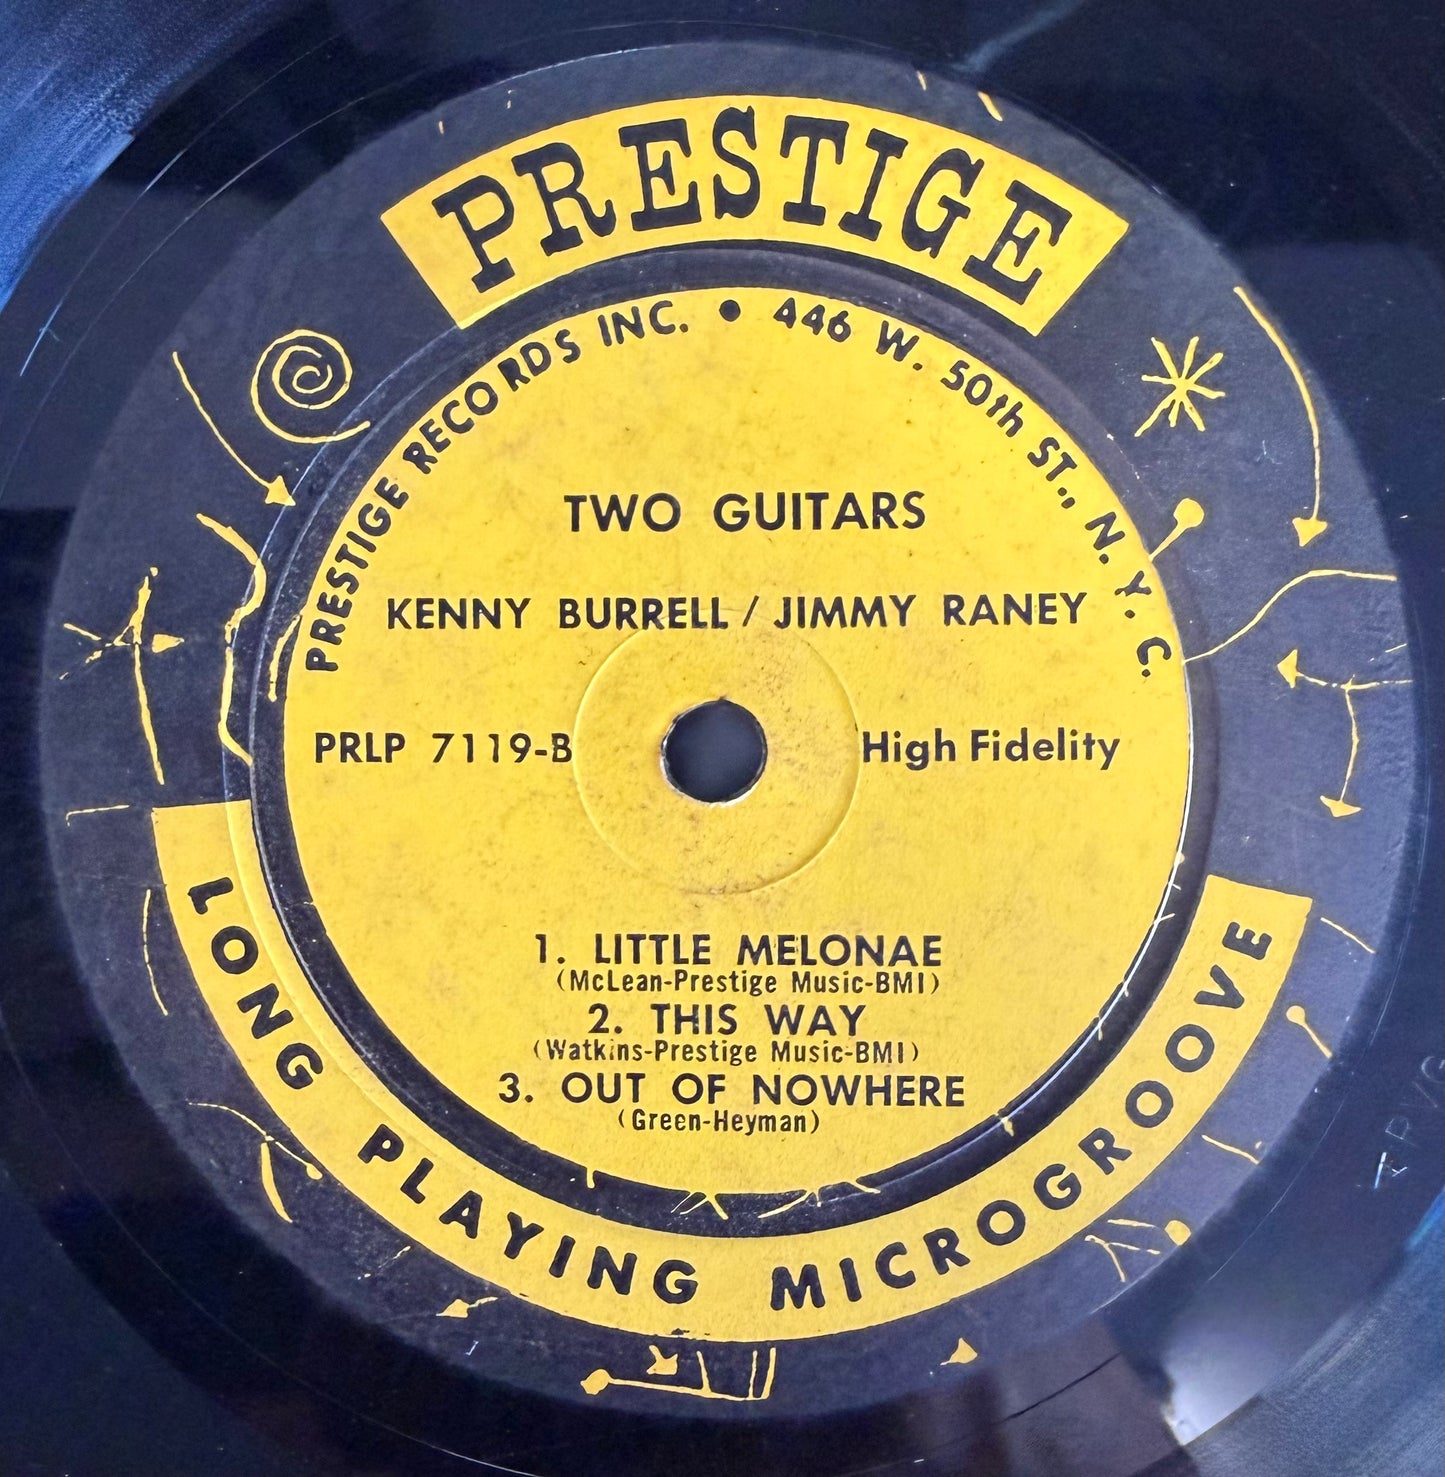 PRESTIGE
PRESTIGE RECORDS INC. • 446 W. 50th ST., N. Y. C.
TWO GUITARS
KENNY BURRELL / JIMMY RANEY
PRLP 7119-B
High Fidelity
1. LITTLE MELONAE
(McLean-Prestige Music-BMI)
2. THIS WAY
(Watkins-Prestige Music-BMI)
3. OUT OF NOWHERE
(Green-Heyman)
LONG PLAYING MICROGROOVE